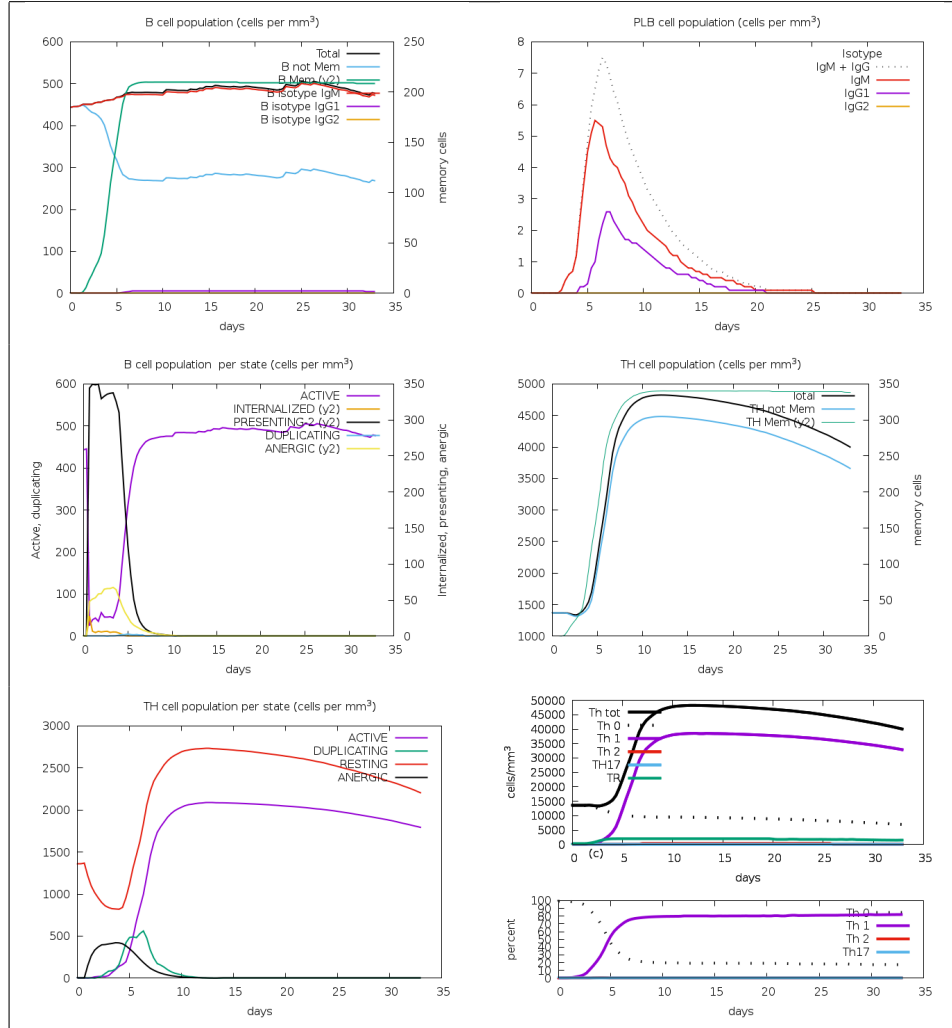 B cell population (cells per mm³)
600
500
400
300
200
100
0
250
200
150
100
50
0
Total
B not Mem
B Mem (y2)
B isotype IgM
B isotype IgG1
B isotype IgG2
memory cells
0 5 10 15 20 25 30 35
days
PLB cell population (cells per mm³)
8
7
6
5
4
3
2
1
0
Isotype
IgM + IgG
IgM
IgG1
IgG2
0 5 10 15 20 25 30 35
days
B cell population per state (cells per mm³)
Active, duplicating
600
500
400
300
200
100
0
350
300
250
200
150
100
50
0
ACTIVE
INTERNALIZED (y2)
PRESENTING-2 (y2)
DUPLICATING
ANERGIC (y2)
Internalized, presenting, anergic
0 5 10 15 20 25 30 35
days
TH cell population (cells per mm³)
5000
4500
4000
3500
3000
2500
2000
1500
1000
350
300
250
200
150
100
50
0
Total
TH not Mem
TH Mem (y2)
memory cells
0 5 10 15 20 25 30 35
days
TH cell population per state (cells per mm³)
3000
2500
2000
1500
1000
500
0
ACTIVE
DUPLICATING
RESTING
ANERGIC
0 5 10 15 20 25 30 35
days
cells/mm³
50000
45000
40000
35000
30000
25000
20000
15000
10000
5000
0
Th tot
Th 0
Th 1
Th 2
TH17
TR
0 5 10 15 20 25 30 35
(c)
days
percent
100
90
80
70
60
50
40
30
20
10
0
Th 0
Th 1
Th 2
Th17
0 5 10 15 20 25 30 35
days